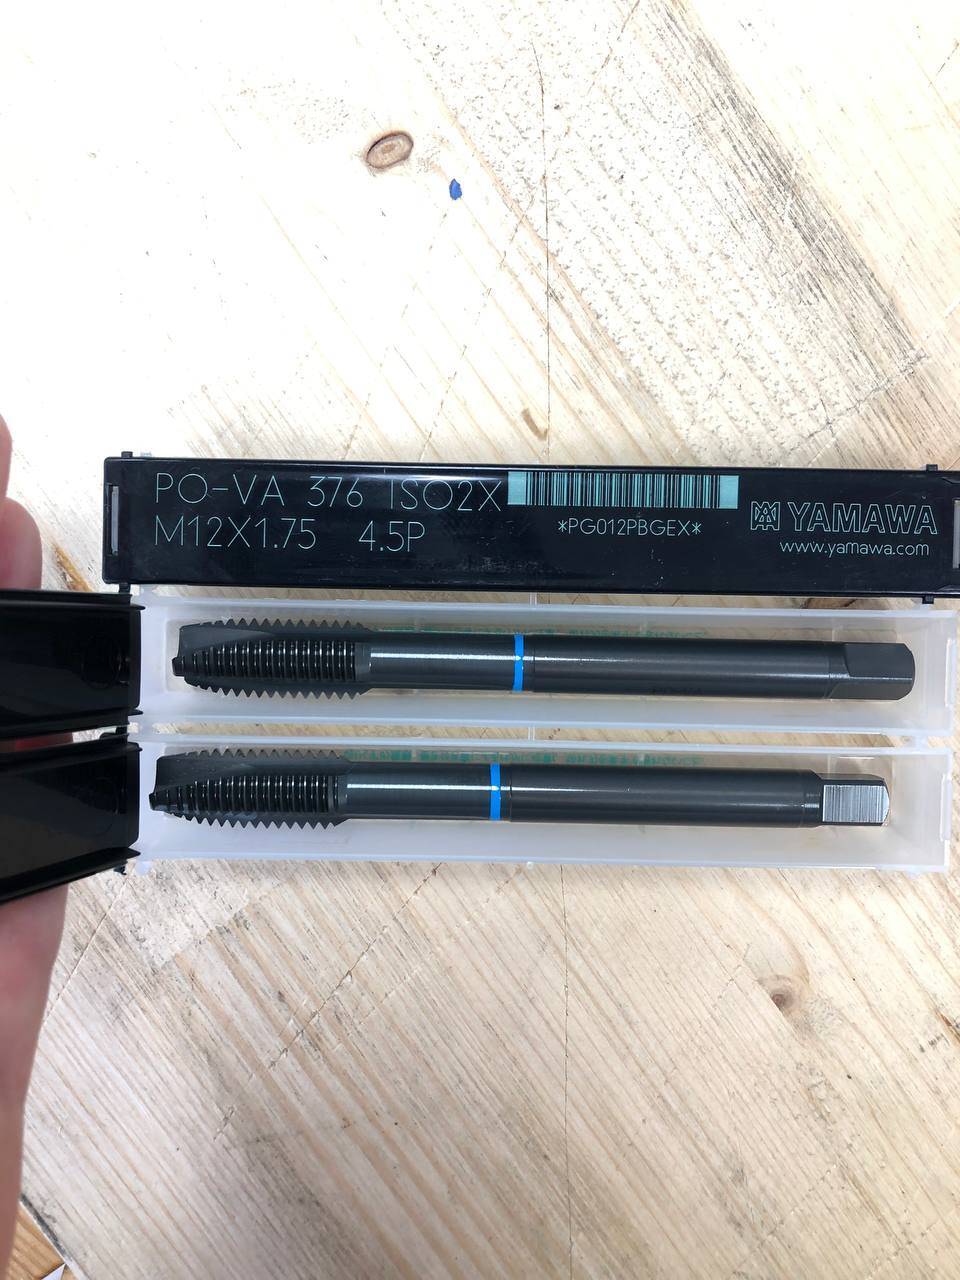 PO-VA 376 ISO2X
M12X1.75 4.5P
*PG012PBGEX*
YAMAWA
www.yamawa.com